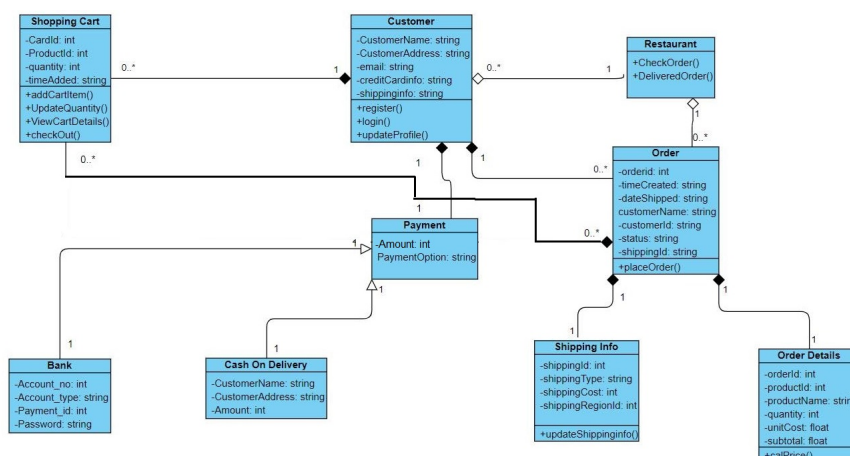 Shopping Cart
-CardId: int
-ProductId: int
-quantity: int
-timeAdded: string
+addCartItem()
+UpdateQuantity()
+ViewCartDetails()
+checkOut()
0..*
1
Customer
-CustomerName: string
-CustomerAddress: string
-email: string
-creditCardinfo: string
-shippinginfo: string
+register()
+login()
+updateProfile()
0..*
1
Restaurant
+CheckOrder()
+DeliveredOrder()
1
0..*
0..*
1
1
0..*
Order
-orderid: int
-timeCreated: string
-dateShipped: string
customerName: string
-customerId: string
-status: string
-shippingId: string
+placeOrder()
1
0..*
Payment
-Amount: int
PaymentOption: string
1
1
1
1
Bank
-Account_no: int
-Account_type: string
-Payment_id: int
-Password: string
1
Cash On Delivery
-CustomerName: string
-CustomerAddress: string
-Amount: int
1
1
Shipping Info
-shippingId: int
-shippingType: string
-shippingCost: int
-shippingRegionId: int
+updateShippinginfo()
1
1
Order Details
-orderId: int
-productId: int
-productName: strin
-quantity: int
-unitCost: float
-subtotal: float
+calPrice()